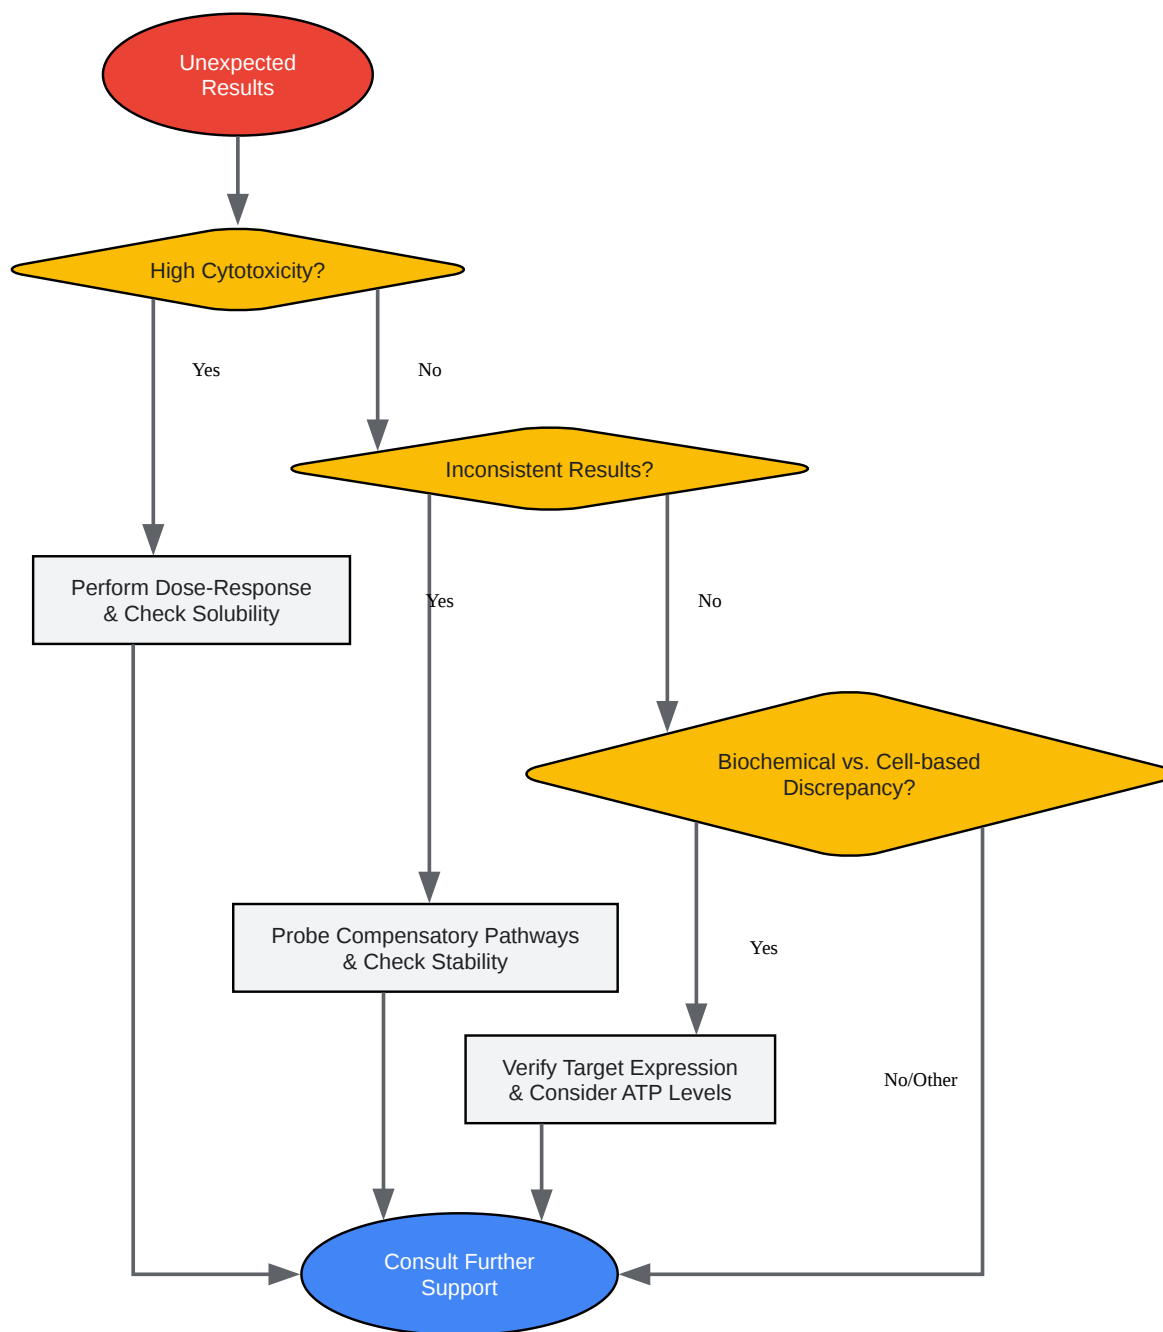 Unexpected
Results
High Cytotoxicity?
Yes
No
Inconsistent Results?
Perform Dose-Response
& Check Solubility
Yes
No
Biochemical vs. Cell-based
Discrepancy?
Probe Compensatory Pathways
& Check Stability
Yes
Verify Target Expression
& Consider ATP Levels
No/Other
Consult Further
Support